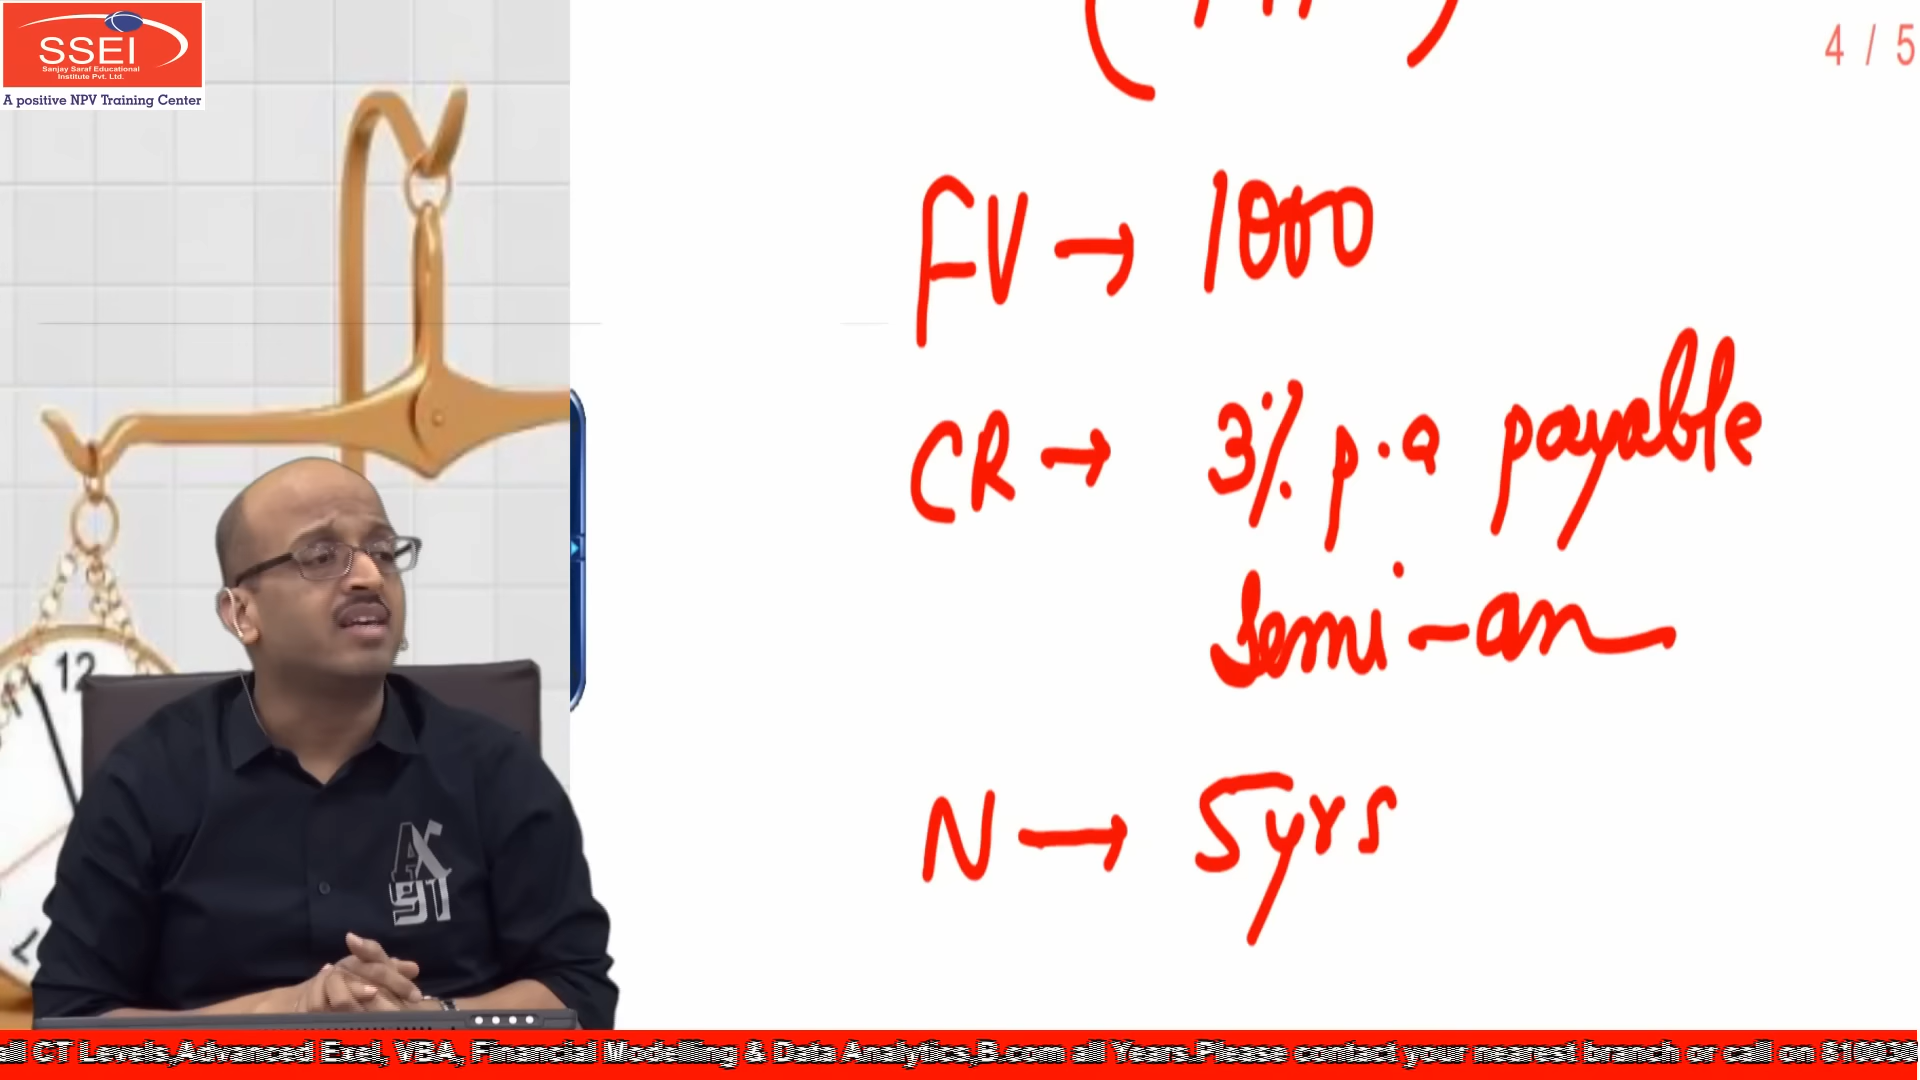 SSEI
Sanjay Saraf Educational
Institute Pvt. Ltd.
A positive NPV Training Center
4 / 5
FV → 1000
CR → 3% p.a payable
Semi-an
N → 5yrs
12
all CT Levels,Advanced Exel, VBA, Financial Modelling & Data Analytics,B.com all Years.Please contact your nearest branch or call on